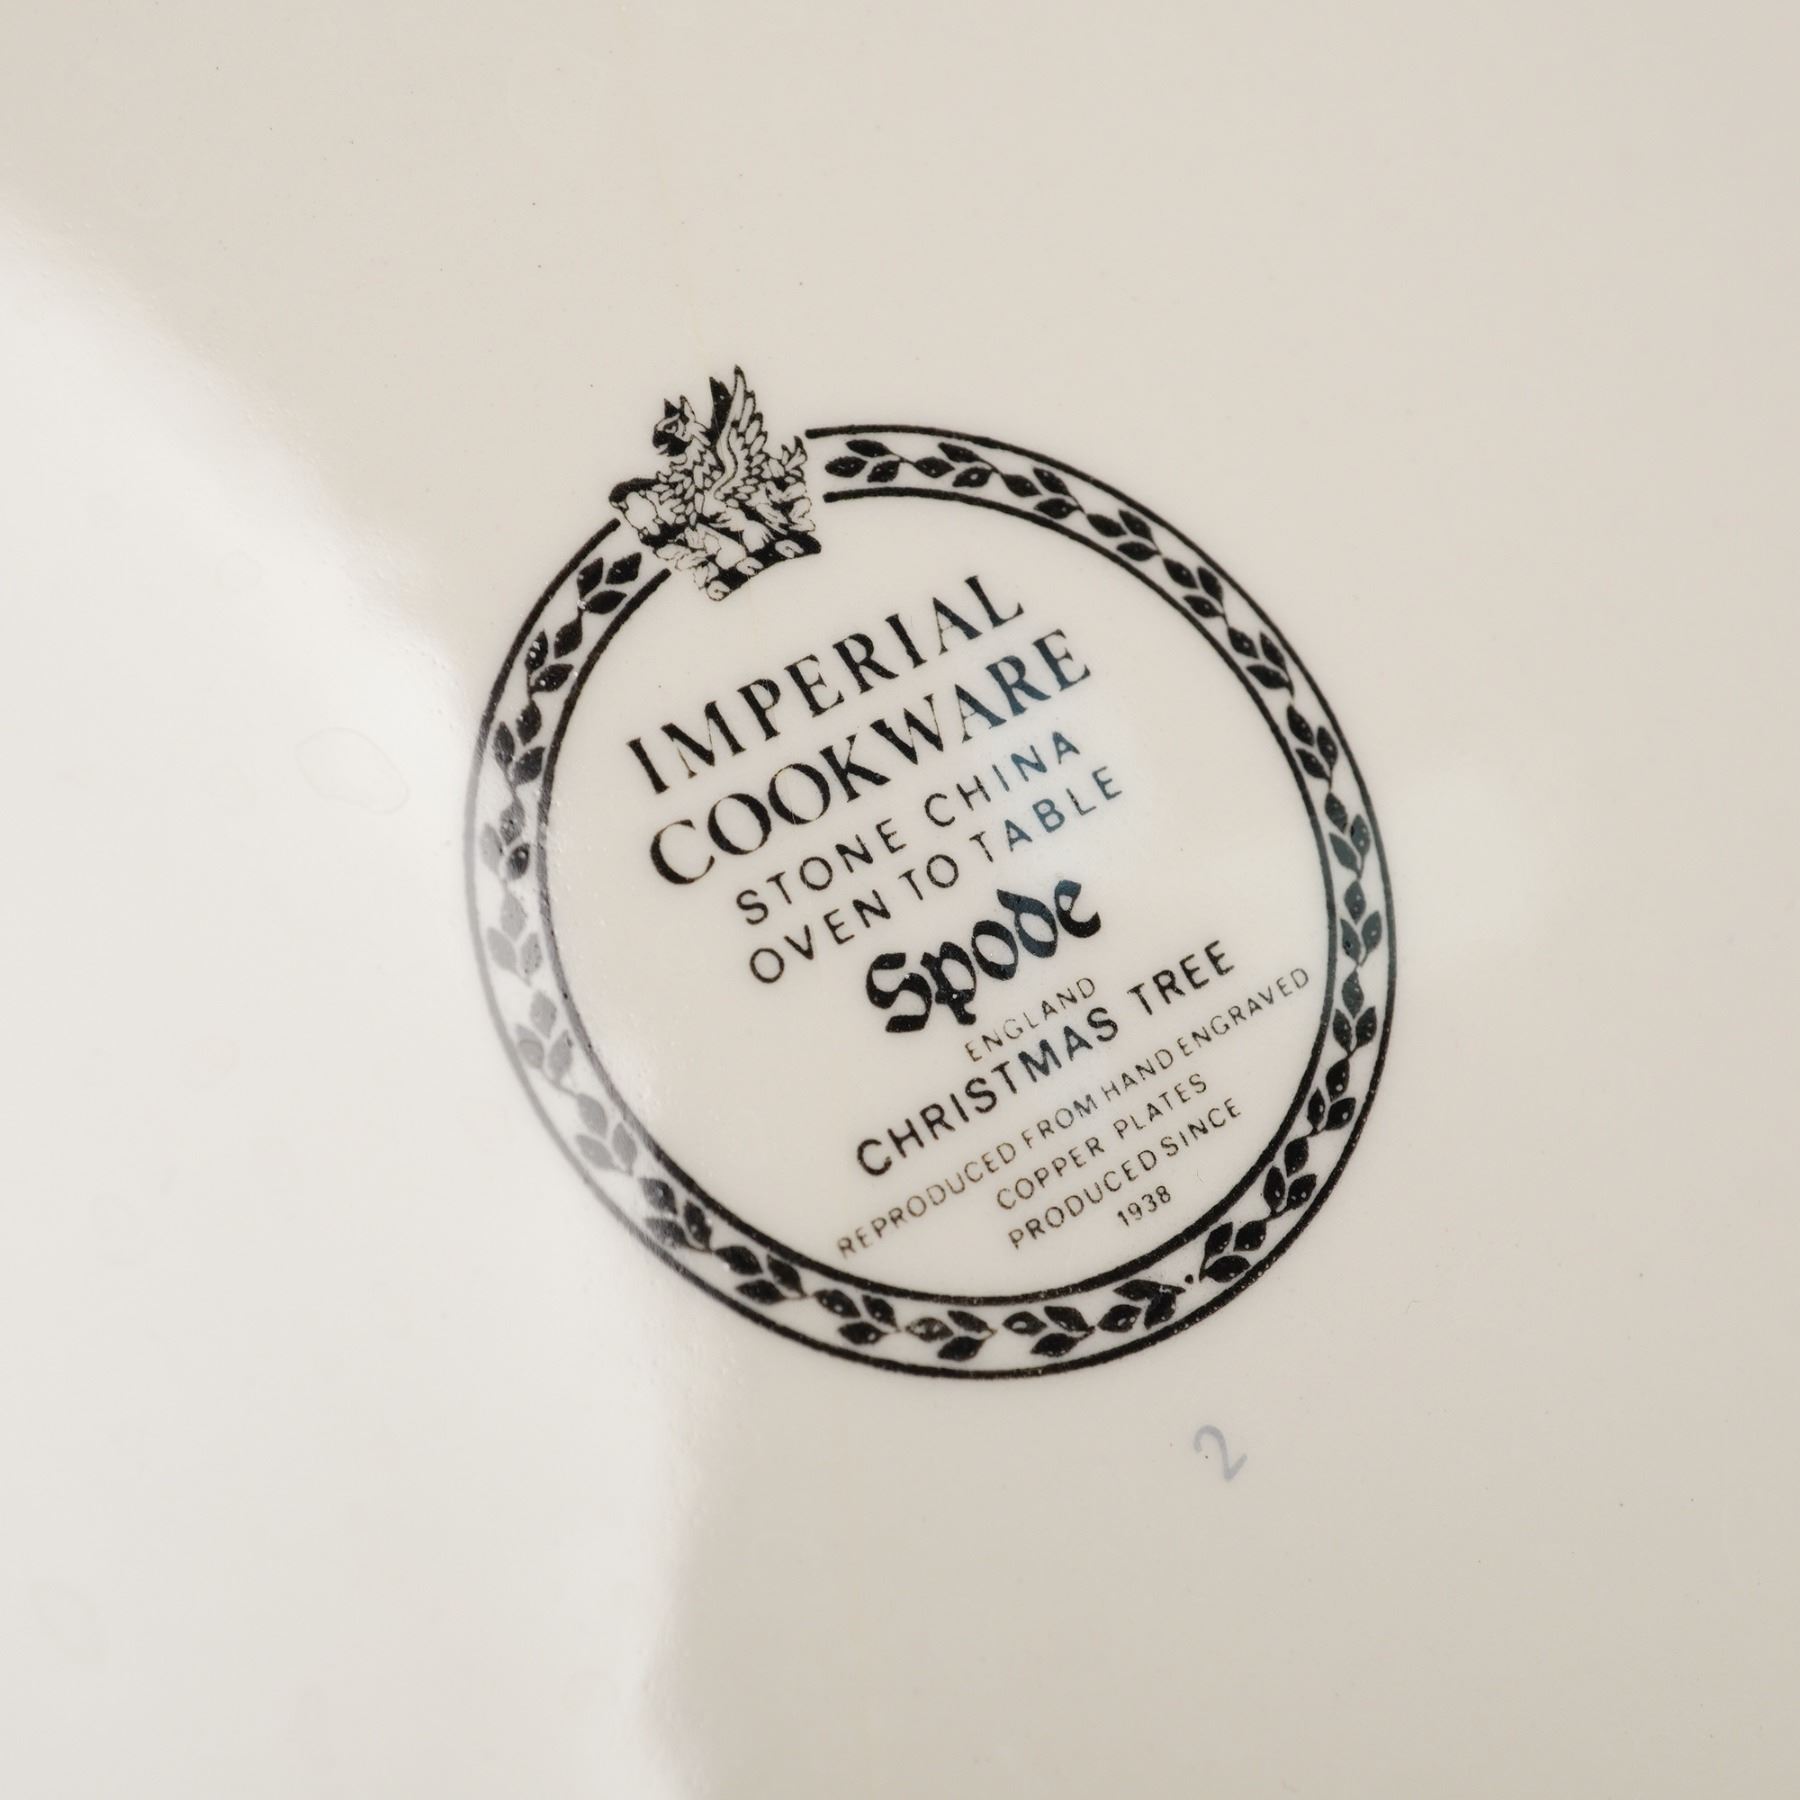 IMPERIAL
COOKWARE
STONE CHINA
OVEN TO TABLE
Spode
ENGLAND
CHRISTMAS TREE
REPRODUCED FROM HAND ENGRAVED
COPPER PLATES
PRODUCED SINCE
1938
2